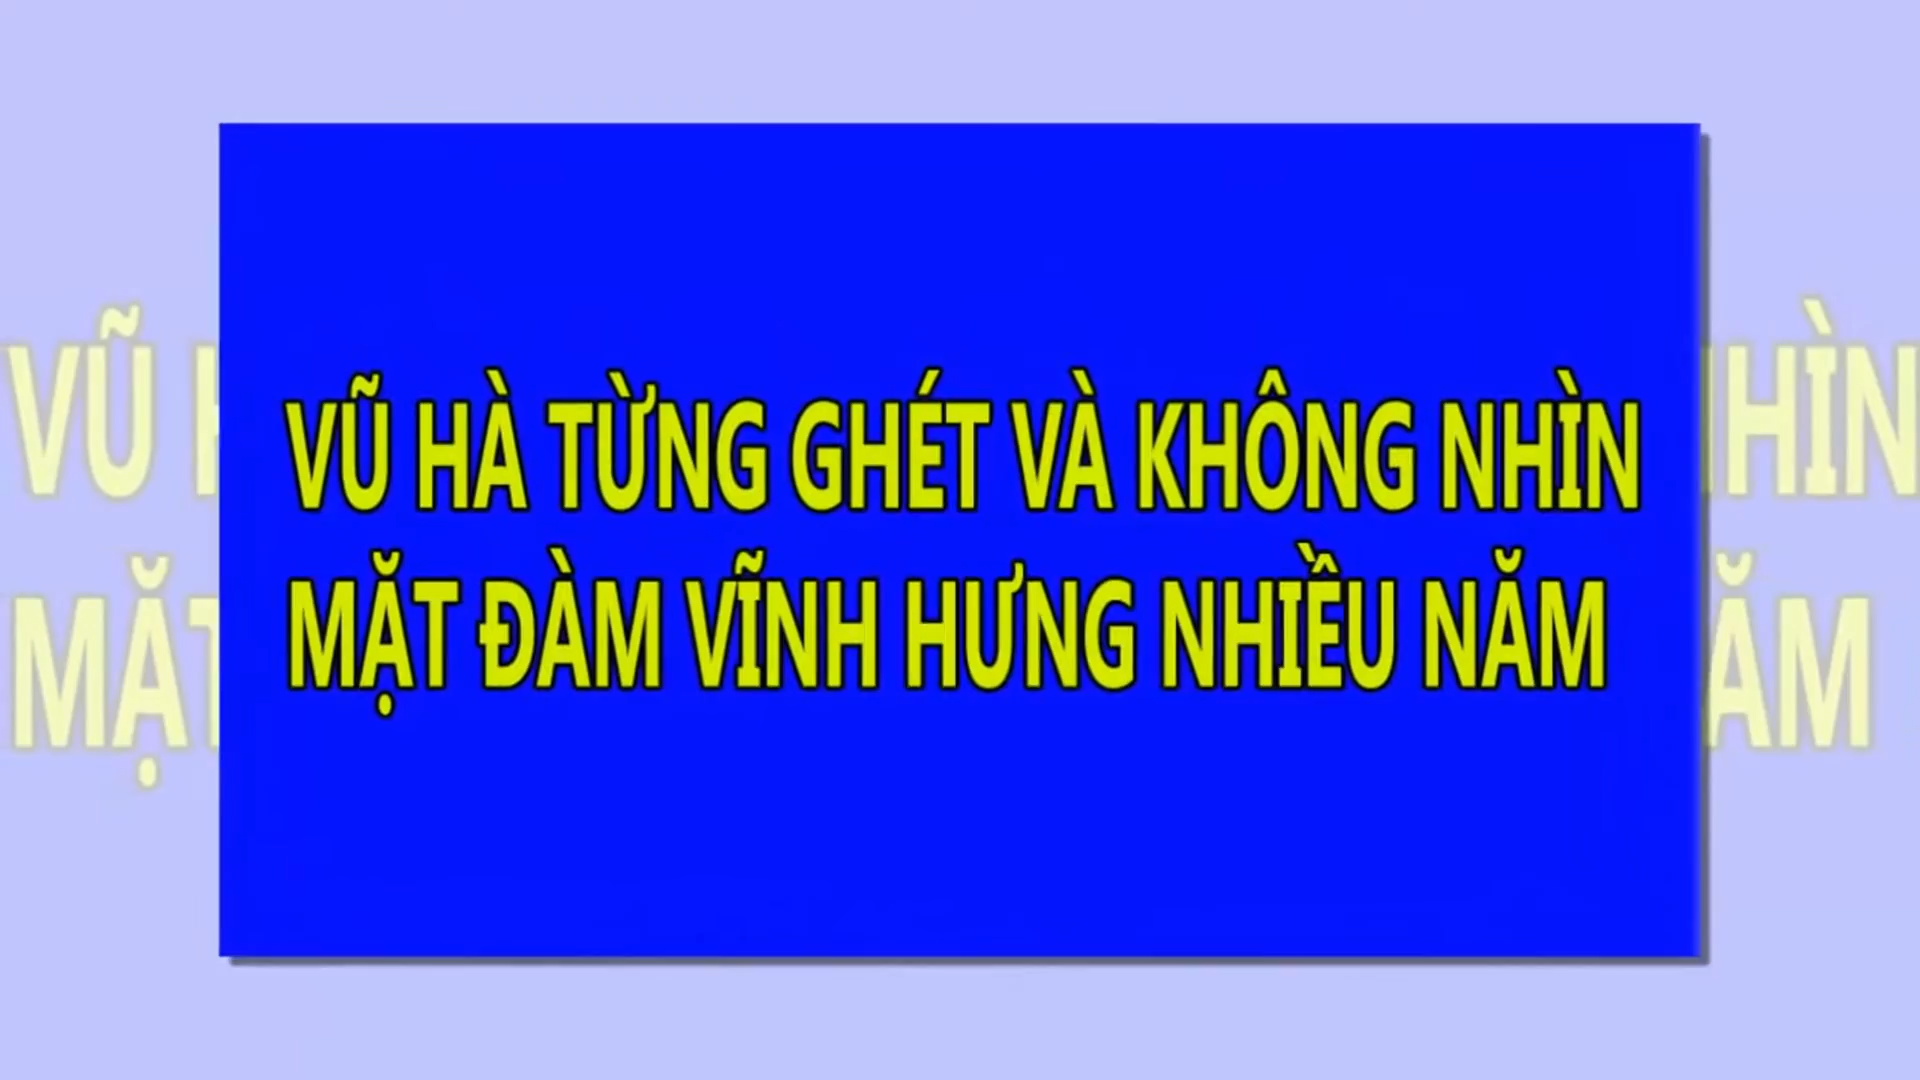 VŨ HÀ TỪNG GHÉT VÀ KHÔNG NHÌN
MẶT ĐÀM VĨNH HƯNG NHIỀU NĂM